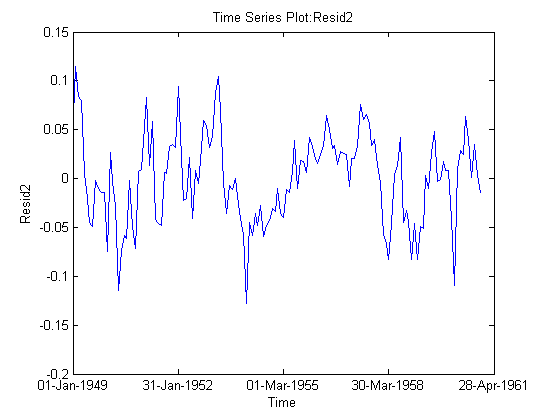 Time Series Plot:Resid2
0.15
0.1
0.05
0
-0.05
-0.1
-0.15
-0.2
Resid2
01-Jan-1949 31-Jan-1952 01-Mar-1955 30-Mar-1958 28-Apr-1961
Time